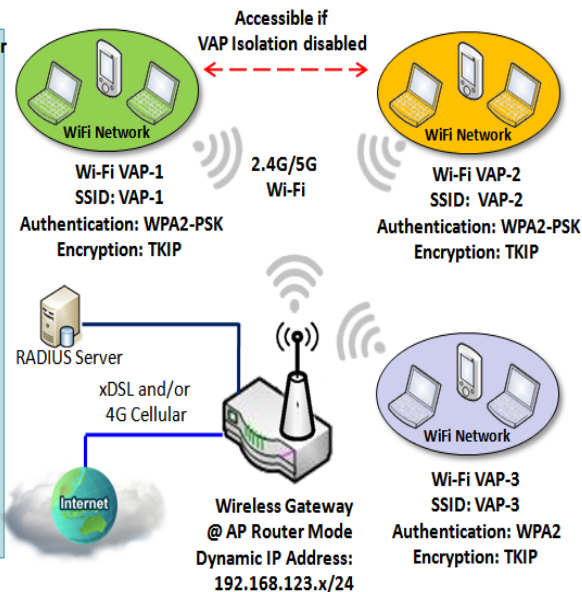 Accessible if
VAP Isolation disabled
r
WiFi Network
Wi-Fi VAP-1
SSID: VAP-1
Authentication: WPA2-PSK
Encryption: TKIP
2.4G/5G
Wi-Fi
WiFi Network
Wi-Fi VAP-2
SSID: VAP-2
Authentication: WPA2-PSK
Encryption: TKIP
RADIUS Server
xDSL and/or
4G Cellular
Internet
Wireless Gateway
@ AP Router Mode
Dynamic IP Address:
192.168.123.x/24
WiFi Network
Wi-Fi VAP-3
SSID: VAP-3
Authentication: WPA2
Encryption: TKIP